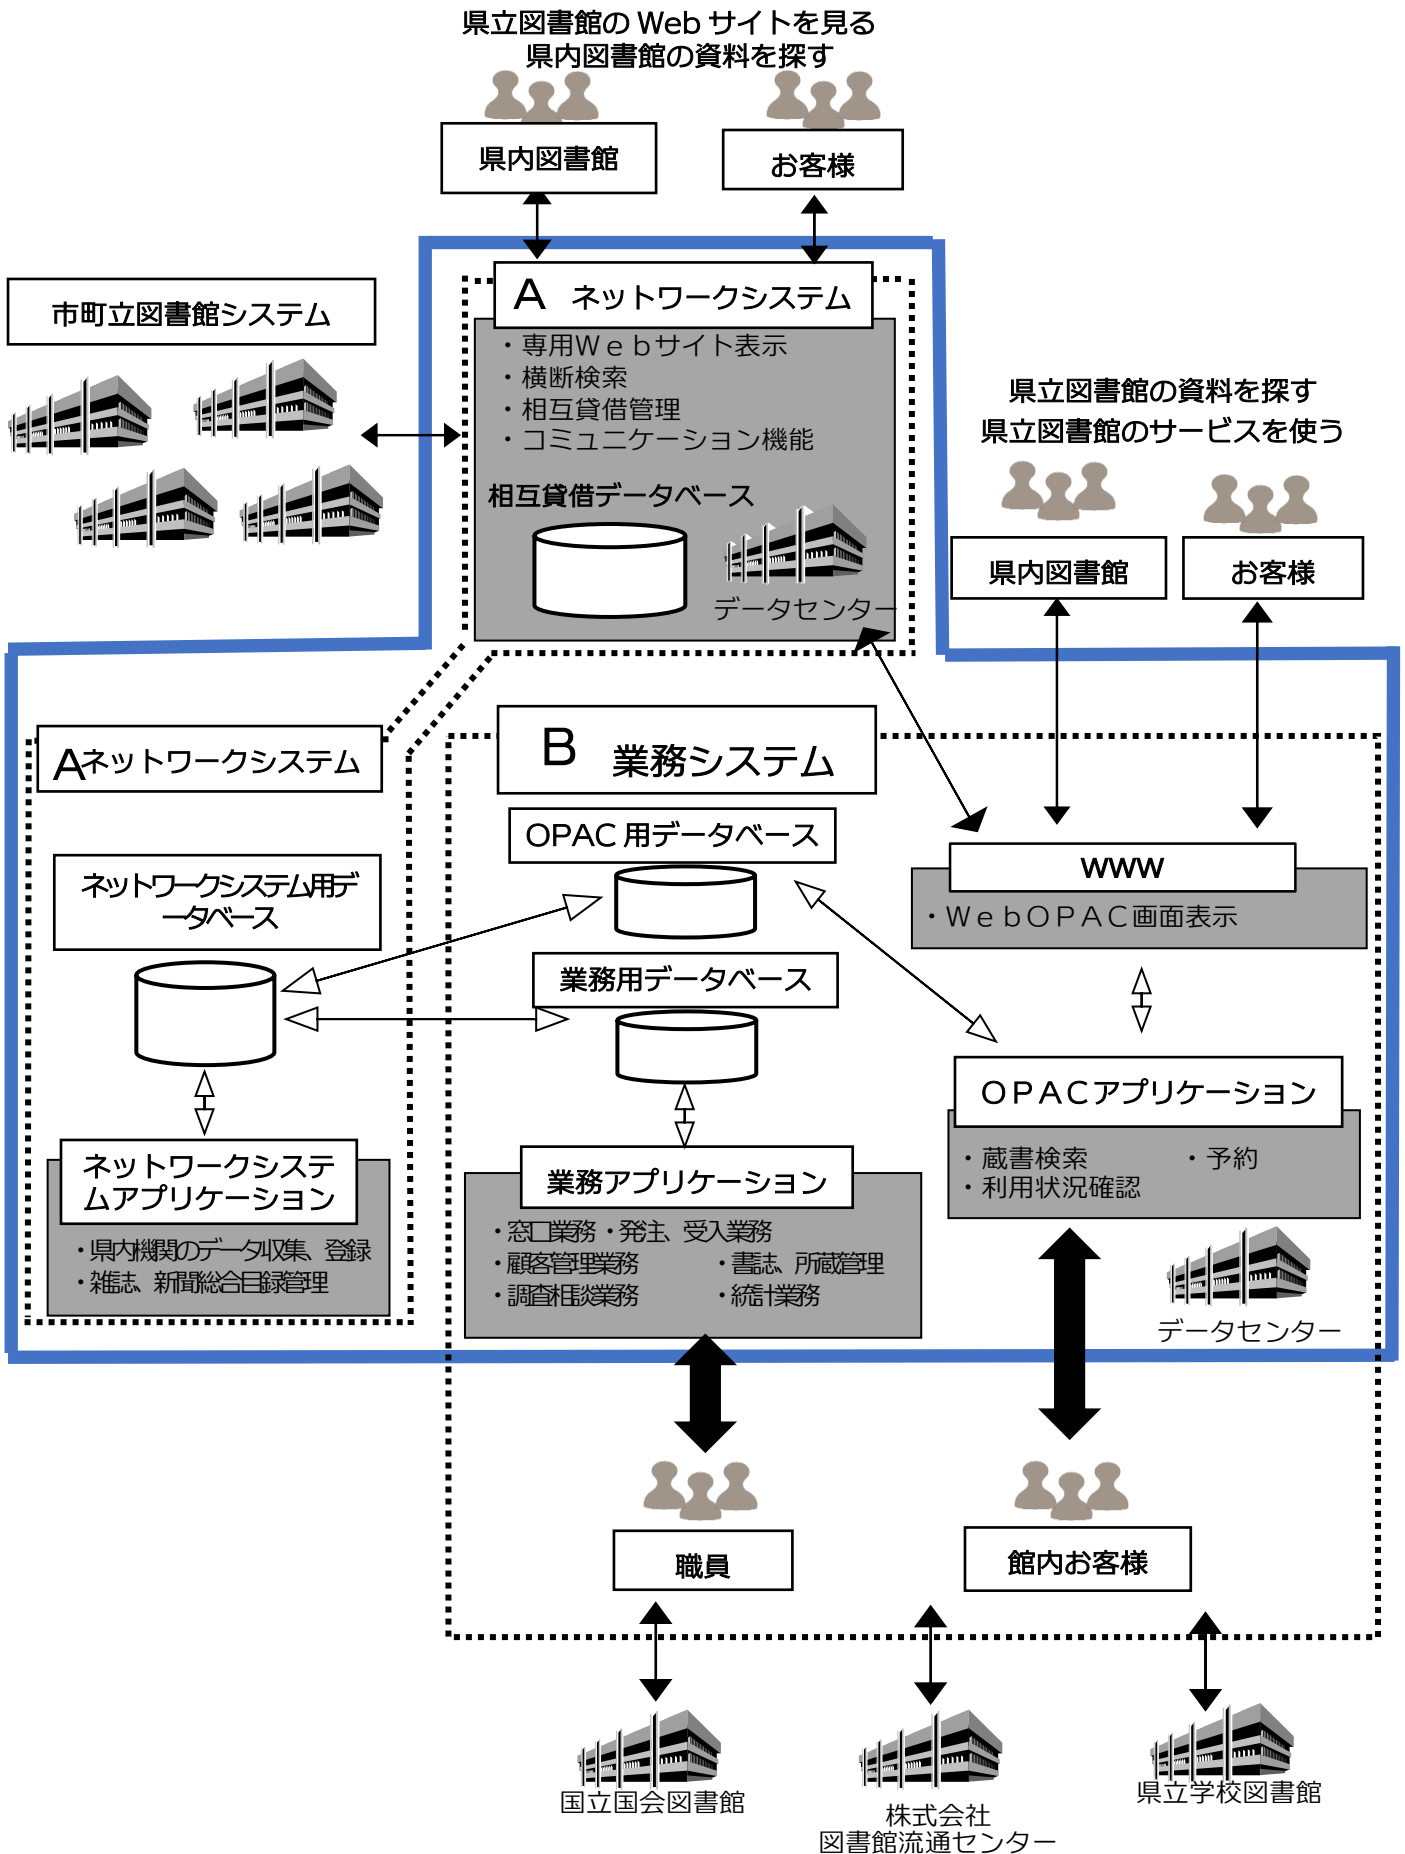 県立図書館の Web サイトを見る
県内図書館の資料を探す
県内図書館
お客様
市町立図書館システム
A ネットワークシステム
・専用Ｗｅｂサイト表示
・横断検索
・相互貸借管理
・コミュニケーション機能
相互貸借データベース
データセンター
県立図書館の資料を探す
県立図書館のサービスを使う
県内図書館
お客様
Aネットワークシステム
B 業務システム
OPAC 用データベース
ネットワークシステム用デ
ータベース
業務用データベース
WWW
・ＷｅｂＯＰＡＣ画面表示
ＯＰＡＣアプリケーション
・蔵書検索 ・予約
・利用状況確認
データセンター
ネットワークシステ
ムアプリケーション
・県内機関のデータ収集、登録
・雑誌、新聞総合目録管理
業務アプリケーション
・窓口業務 ・発注、受入業務
・顧客管理業務 ・書誌、所蔵管理
・調査相談業務 ・統計業務
職員
館内お客様
国立国会図書館
株式会社
図書館流通センター
県立学校図書館